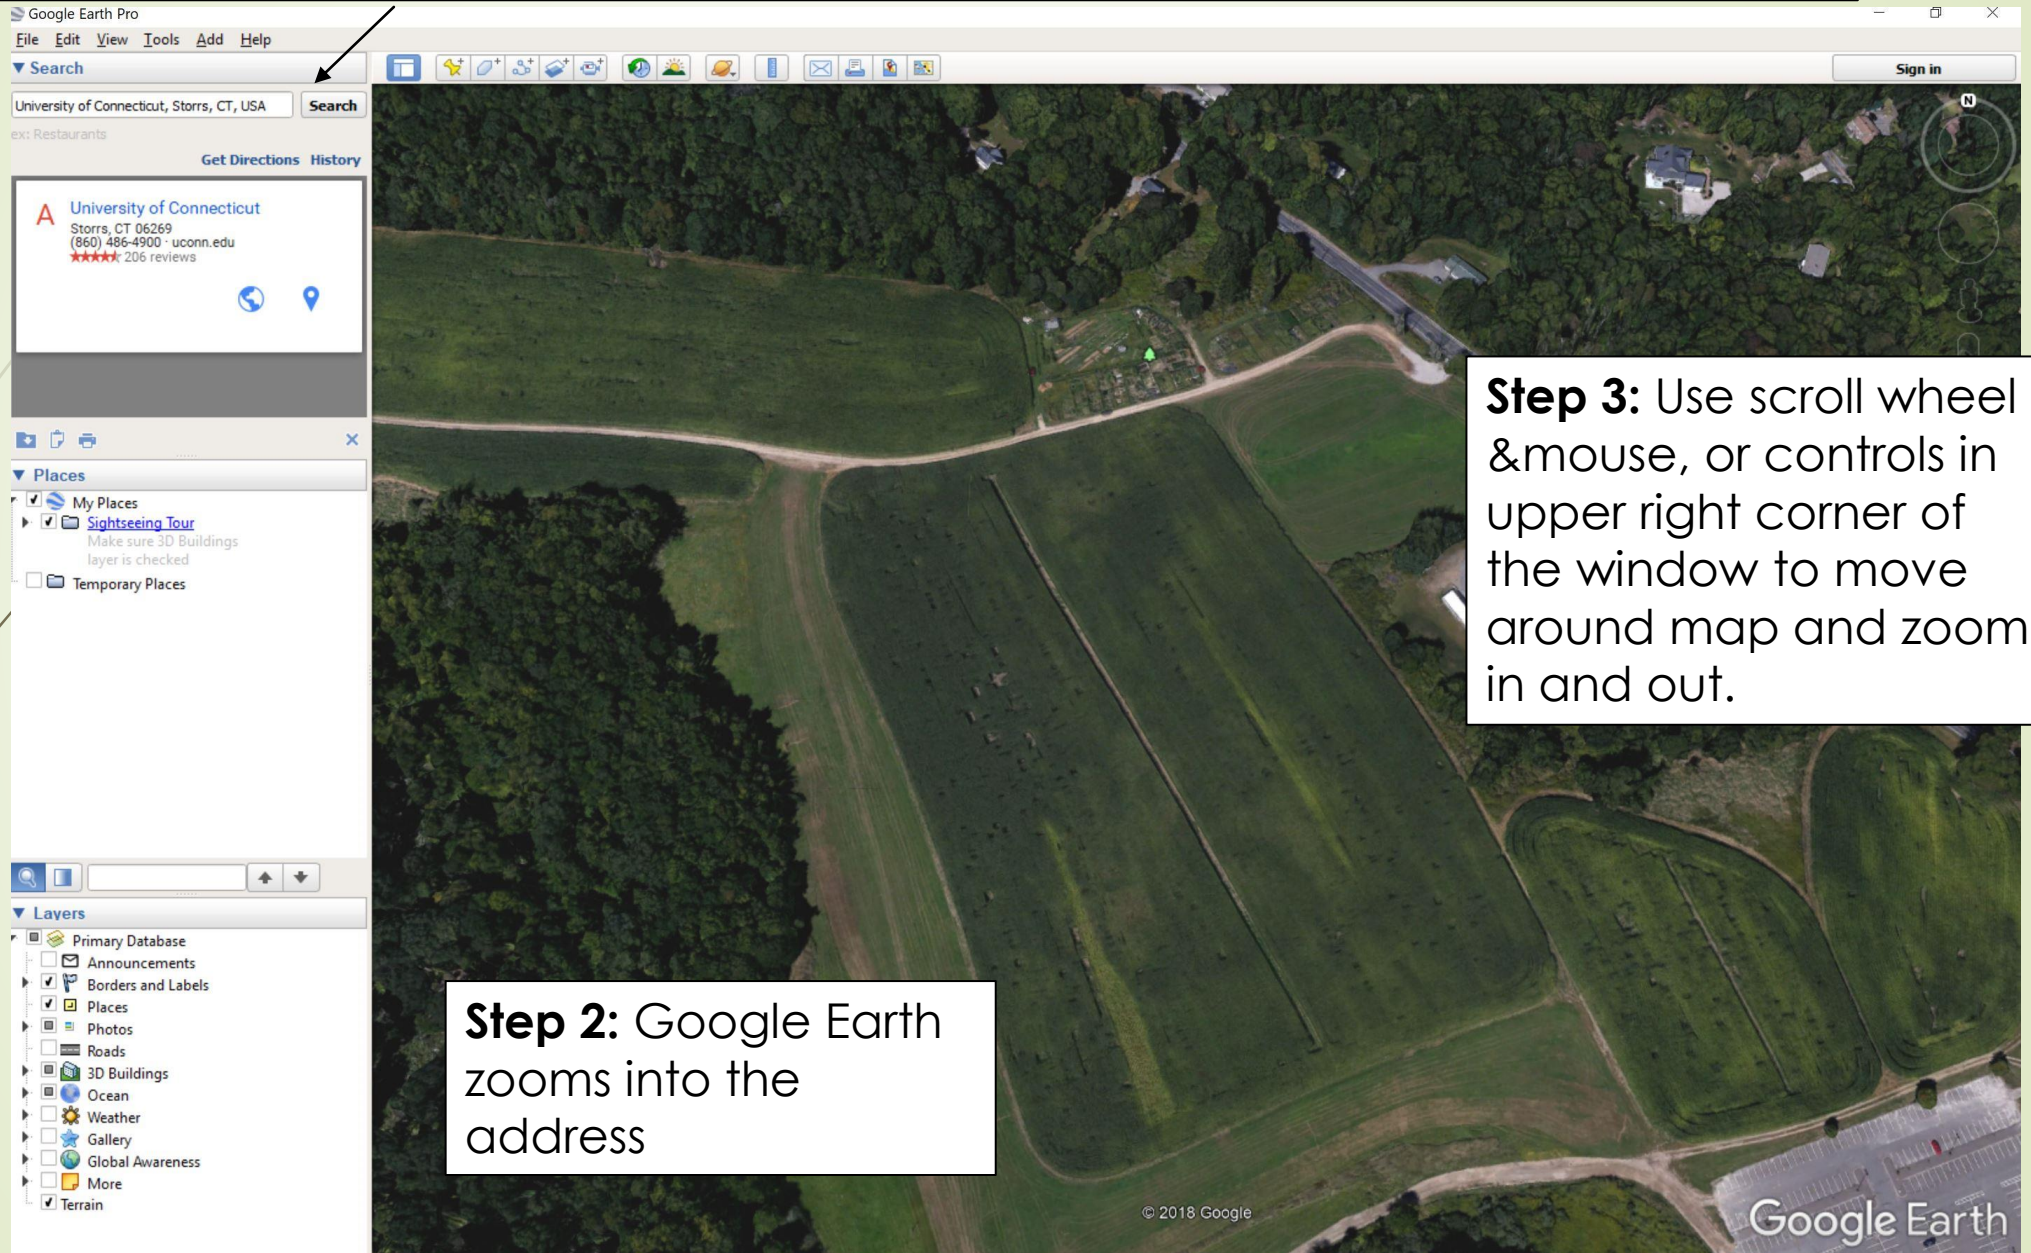 Google Earth Pro
File Edit View Tools Add Help
Search
Sign in
University of Connecticut, Storrs, CT, USA Search
ex: Restaurants
Get Directions History
A University of Connecticut
Storrs, CT 06269
(860) 486-4900 · uconn.edu
206 reviews
N
Step 3: Use scroll wheel
&mouse, or controls in
upper right corner of
the window to move
around map and zoom
in and out.
Places
My Places
Sightseeing Tour
Make sure 3D Buildings
layer is checked
Temporary Places
Layers
Primary Database
Announcements
Borders and Labels
Places
Photos
Roads
3D Buildings
Ocean
Weather
Gallery
Global Awareness
More
Terrain
Step 2: Google Earth
zooms into the
address
© 2018 Google
Google Earth